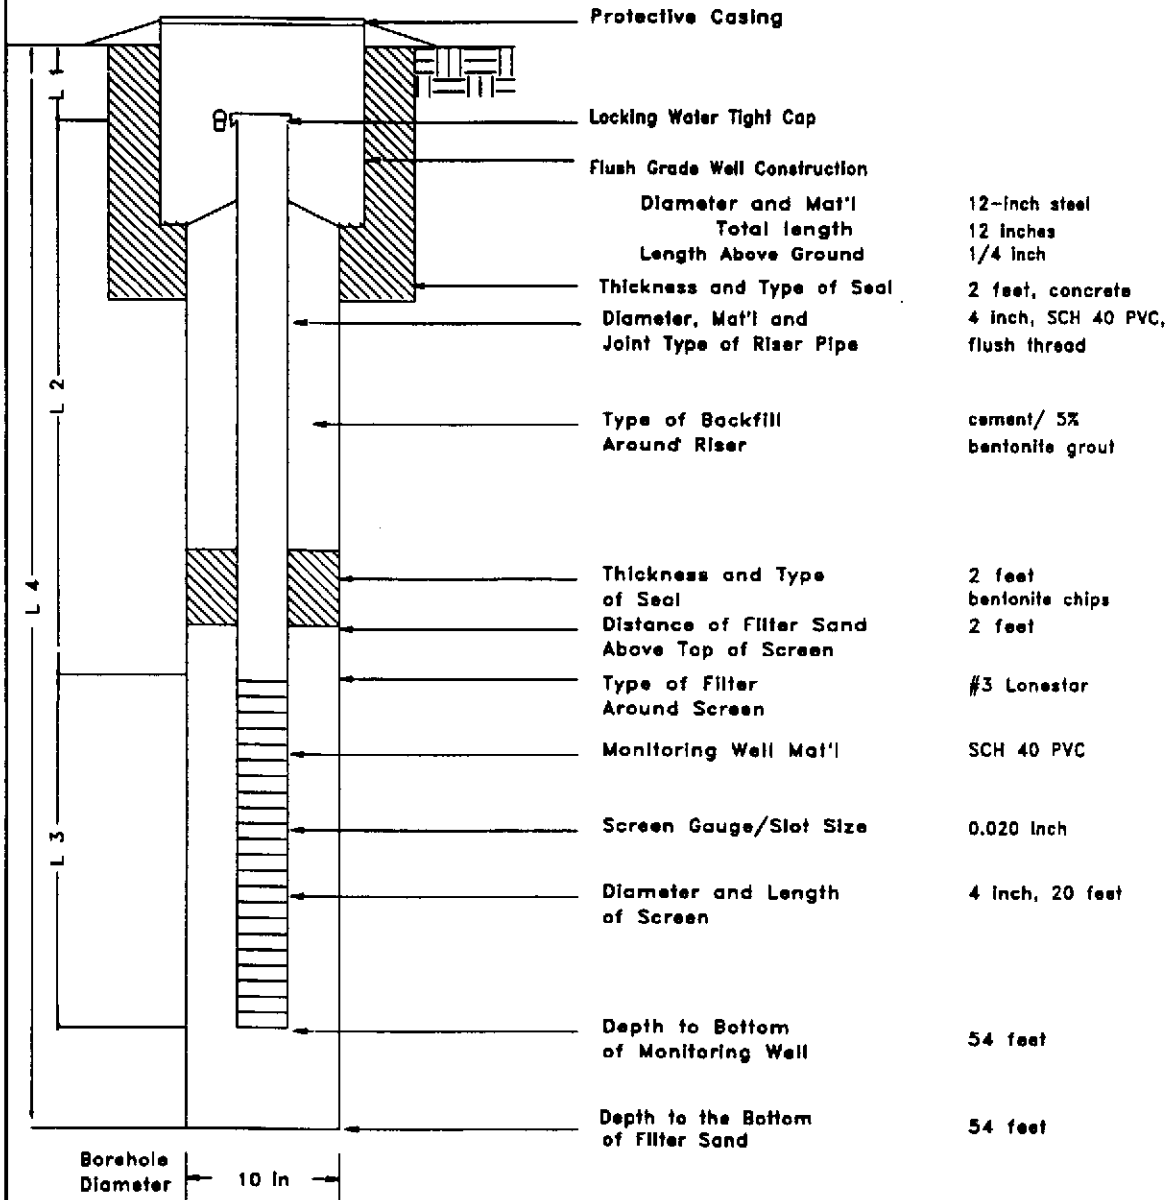 Protective Casing
L 1
Locking Water Tight Cap
Flush Grade Well Construction
Diameter and Mat'l 12-inch steel
Total length 12 inches
Length Above Ground 1/4 inch
Thickness and Type of Seal 2 feet, concrete
Diameter, Mat'l and 4 inch, SCH 40 PVC,
Joint Type of Riser Pipe flush thread
L 2
Type of Backfill cement/ 5%
Around Riser bentonite grout
L 4
Thickness and Type 2 feet
of Seal bentonite chips
Distance of Filter Sand 2 feet
Above Top of Screen
Type of Filter #3 Lonestar
Around Screen
Monitoring Well Mat'l SCH 40 PVC
L 3
Screen Gauge/Slot Size 0.020 inch
Diameter and Length 4 inch, 20 feet
of Screen
Depth to Bottom
of Monitoring Well 54 feet
Depth to the Bottom
of Filter Sand 54 feet
Borehole
Diameter 10 in